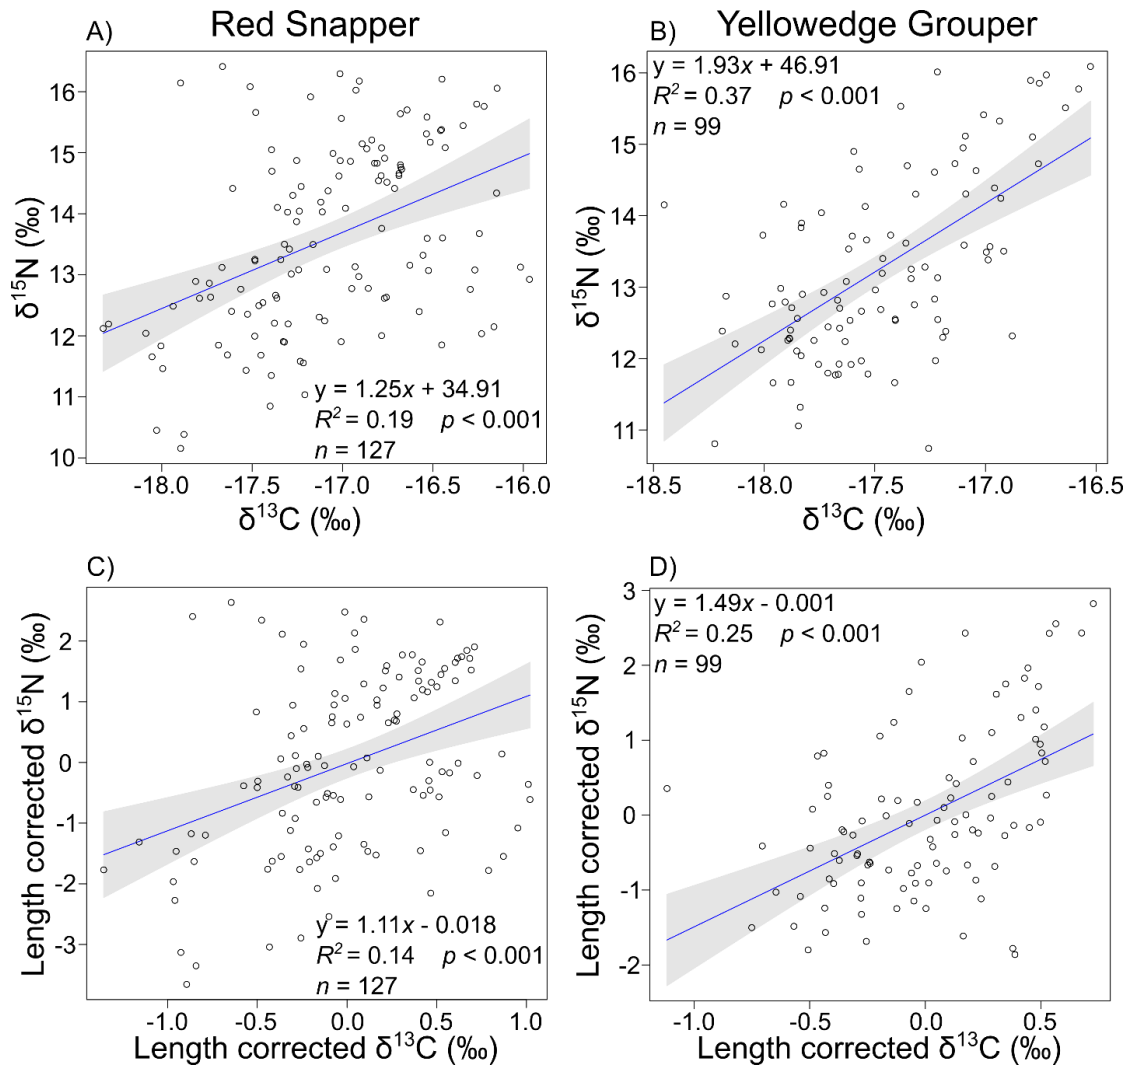 Red Snapper
Yellowedge Grouper
A)
16
15
14
13
12
11
10
δ¹⁵N (‰)
y = 1.25x + 34.91
R² = 0.19 p < 0.001
n = 127
-18.0 -17.5 -17.0 -16.5 -16.0
δ¹³C (‰)
B)
y = 1.93x + 46.91
R² = 0.37 p < 0.001
n = 99
16
15
14
13
12
11
δ¹⁵N (‰)
-18.5 -18.0 -17.5 -17.0 -16.5
δ¹³C (‰)
C)
2
1
0
-1
-2
-3
Length corrected δ¹⁵N (‰)
y = 1.11x - 0.018
R² = 0.14 p < 0.001
n = 127
-1.0 -0.5 0.0 0.5 1.0
Length corrected δ¹³C (‰)
D)
y = 1.49x - 0.001
R² = 0.25 p < 0.001
n = 99
3
2
1
0
-1
-2
Length corrected δ¹⁵N (‰)
-1.0 -0.5 0.0 0.5
Length corrected δ¹³C (‰)